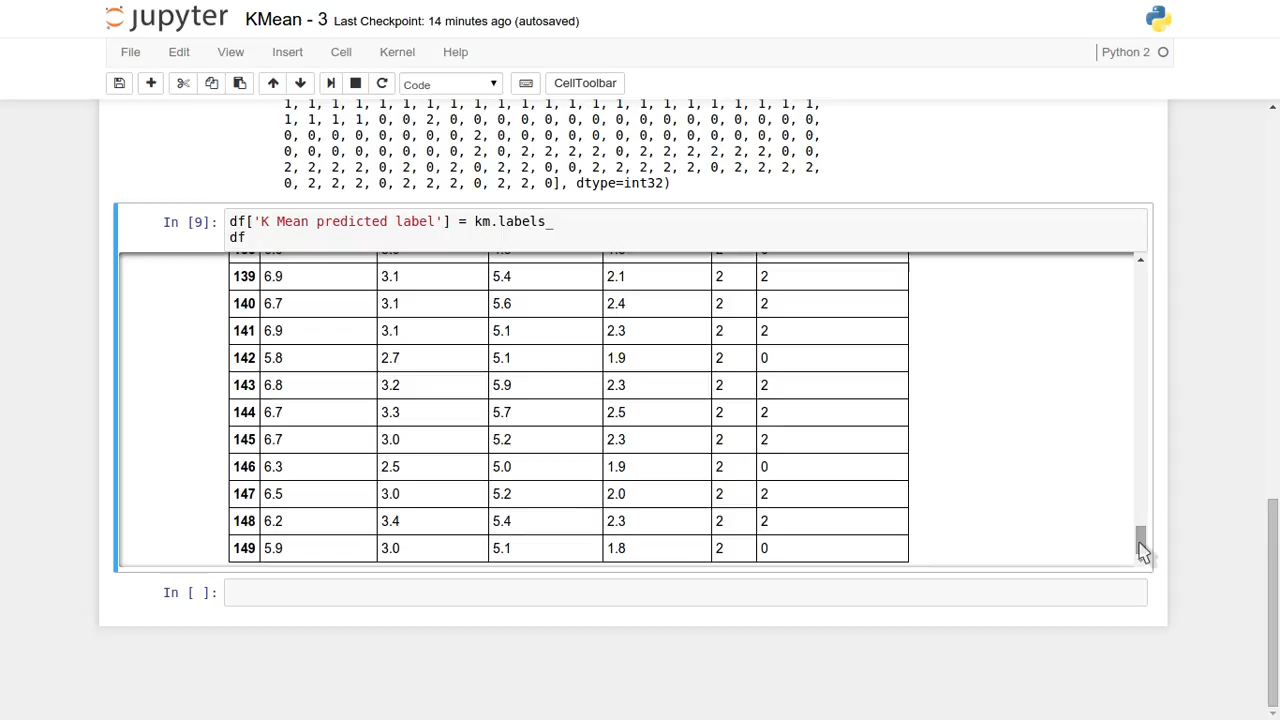 jupyter KMean - 3 Last Checkpoint: 14 minutes ago (autosaved)
File Edit View Insert Cell Kernel Help Python 2
Code CellToolbar
1, 1, 1, 1, 1, 1, 1, 1, 1, 1, 1, 1, 1, 1, 1, 1, 1, 1, 1, 1, 1, 1, 1,
1, 1, 1, 1, 0, 0, 2, 0, 0, 0, 0, 0, 0, 0, 0, 0, 0, 0, 0, 0, 0, 0, 0,
0, 0, 0, 0, 0, 0, 0, 0, 2, 0, 0, 0, 0, 0, 0, 0, 0, 0, 0, 0, 0, 0, 0,
0, 0, 0, 0, 0, 0, 0, 0, 2, 0, 2, 2, 2, 2, 0, 2, 2, 2, 2, 2, 2, 0, 0,
2, 2, 2, 2, 0, 2, 0, 2, 0, 2, 2, 0, 0, 2, 2, 2, 2, 2, 0, 2, 2, 2, 2,
0, 2, 2, 2, 0, 2, 2, 2, 0, 2, 2, 0], dtype=int32)
In [9]: df['K Mean predicted label'] = km.labels_
df
139 6.9 3.1 5.4 2.1 2 2
140 6.7 3.1 5.6 2.4 2 2
141 6.9 3.1 5.1 2.3 2 2
142 5.8 2.7 5.1 1.9 2 0
143 6.8 3.2 5.9 2.3 2 2
144 6.7 3.3 5.7 2.5 2 2
145 6.7 3.0 5.2 2.3 2 2
146 6.3 2.5 5.0 1.9 2 0
147 6.5 3.0 5.2 2.0 2 2
148 6.2 3.4 5.4 2.3 2 2
149 5.9 3.0 5.1 1.8 2 0
In [ ]: